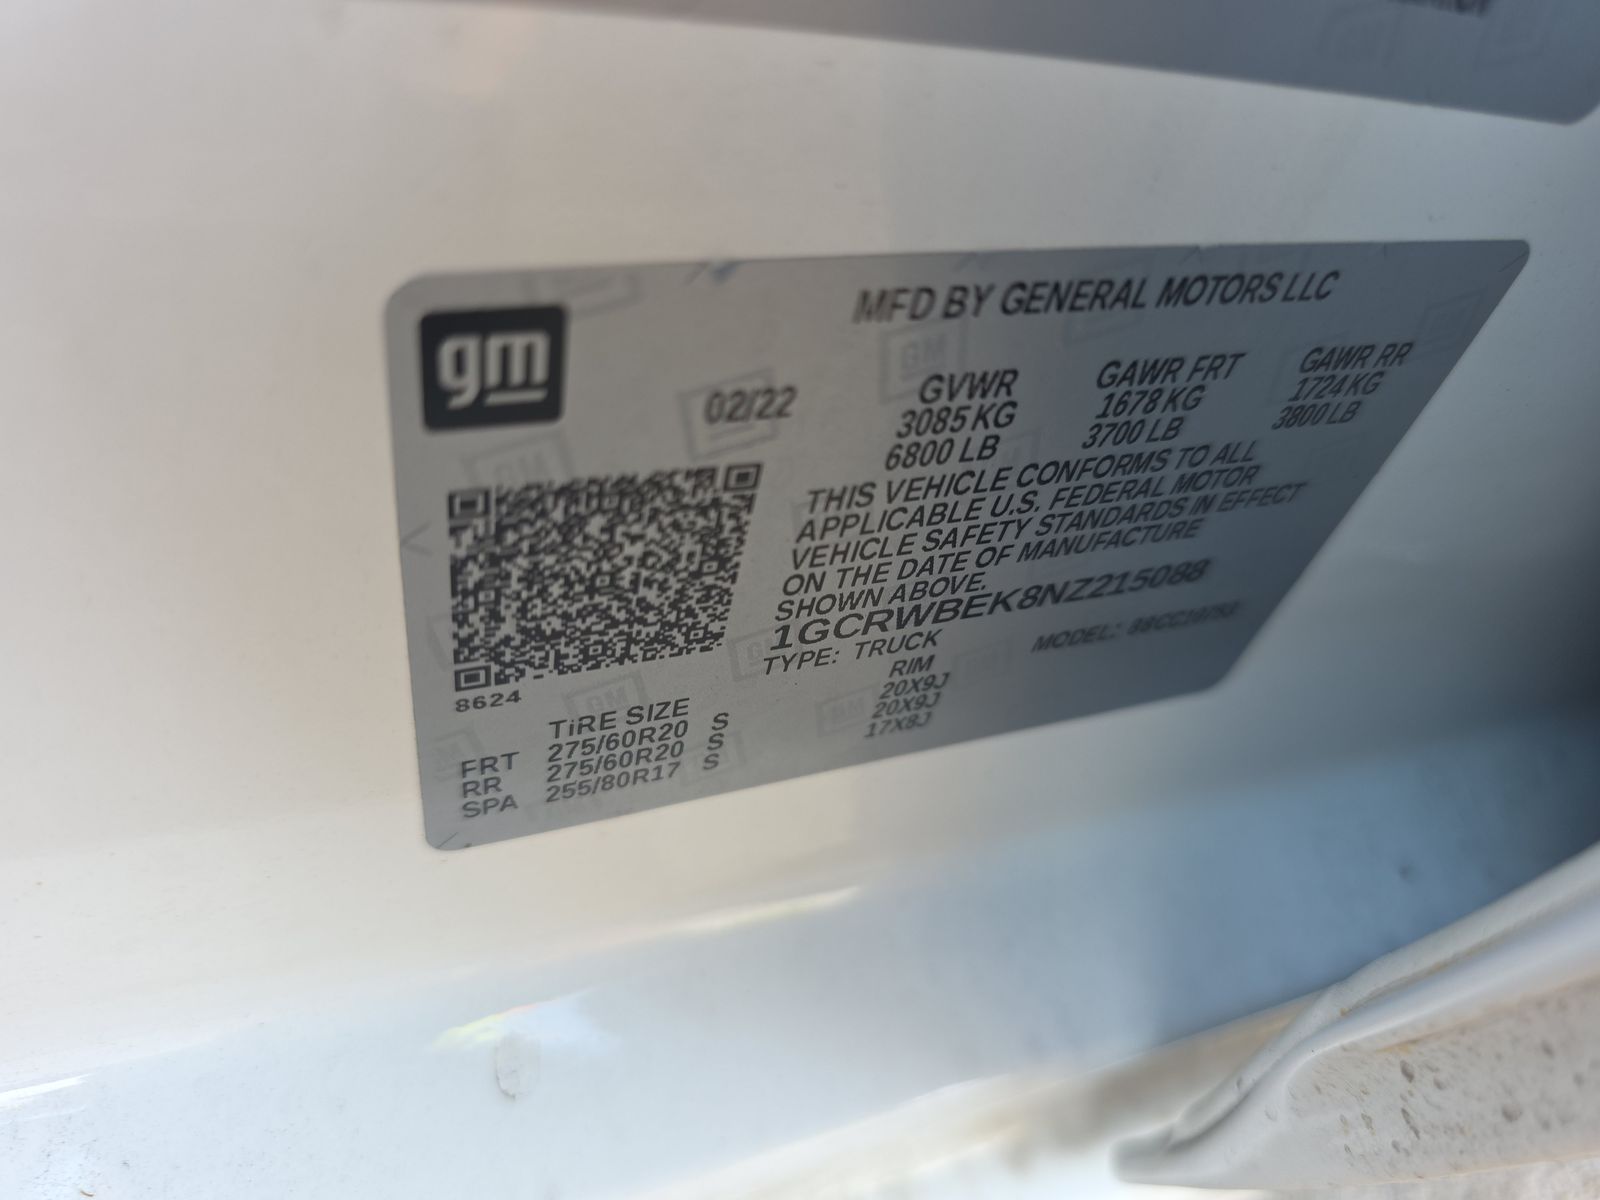 gm
MFD BY GENERAL MOTORS LLC
02/22
GVWR GAWR FRT GAWR RR
3085 KG 1678 KG 1724 KG
6800 LB 3700 LB 3800 LB
THIS VEHICLE CONFORMS TO ALL
APPLICABLE U.S. FEDERAL MOTOR
VEHICLE SAFETY STANDARDS IN EFFECT
ON THE DATE OF MANUFACTURE
SHOWN ABOVE.
1GCRWBEK8NZ215088
TYPE: TRUCK MODEL:
8624
TiRE SIZE RIM
FRT 275/60R20 S 20X9J
RR 275/60R20 S 20X9J
SPA 255/80R17 S 17X8J